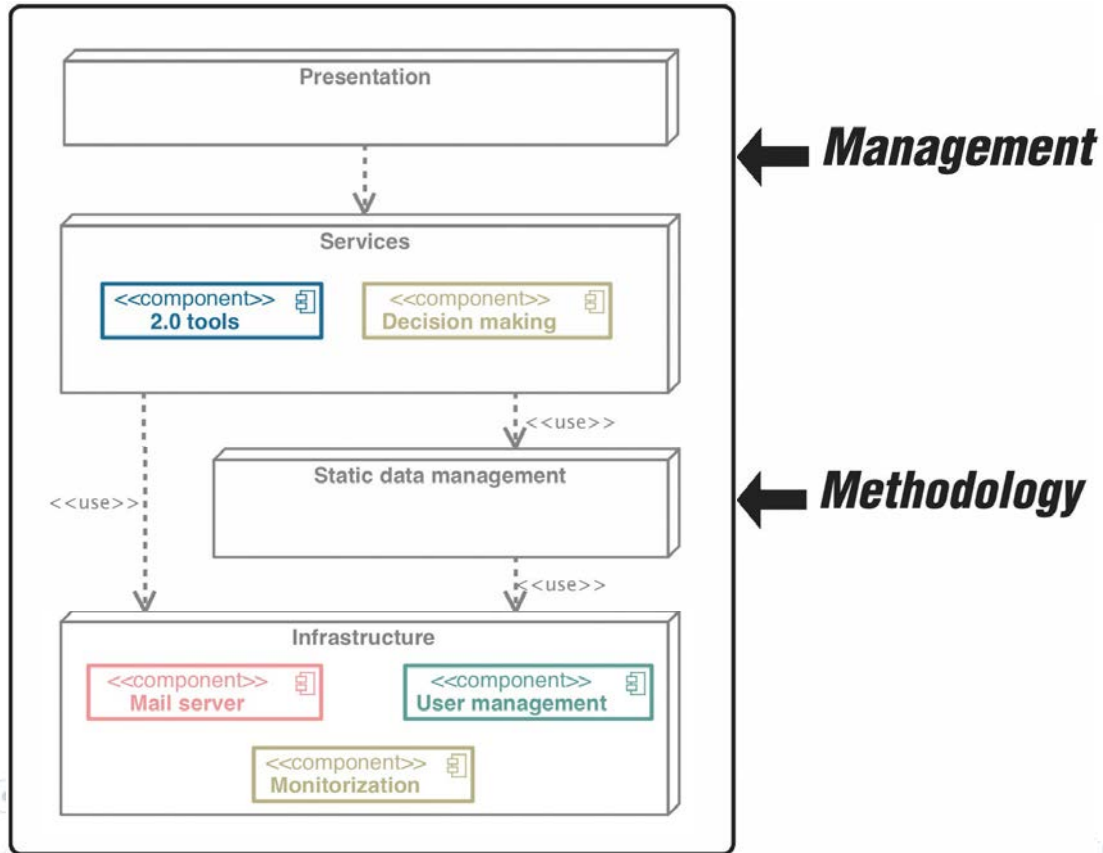 Presentation
Management
Services
<<component>>
2.0 tools
<<component>>
Decision making
<<use>>
Static data management
Methodology
<<use>>
<<use>>
Infrastructure
<<component>>
Mail server
<<component>>
User management
<<component>>
Monitorization